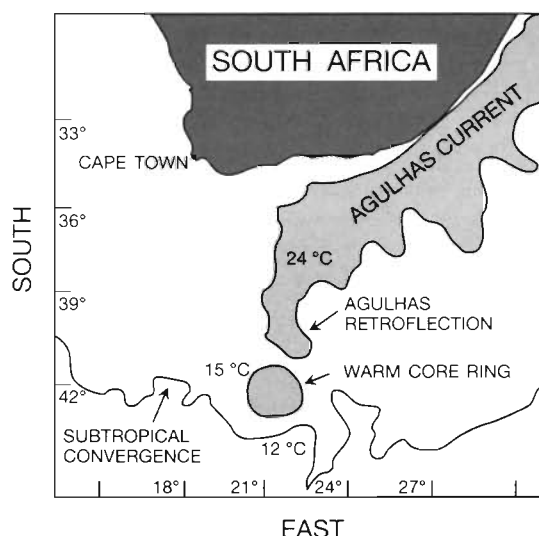 SOUTH AFRICA
33°
CAPE TOWN
AGULHAS CURRENT
36°
SOUTH
24 °C
39°
AGULHAS
RETROFLECTION
15 °C
WARM CORE RING
42°
SUBTROPICAL
CONVERGENCE
12 °C
18°
21°
24°
27°
EAST